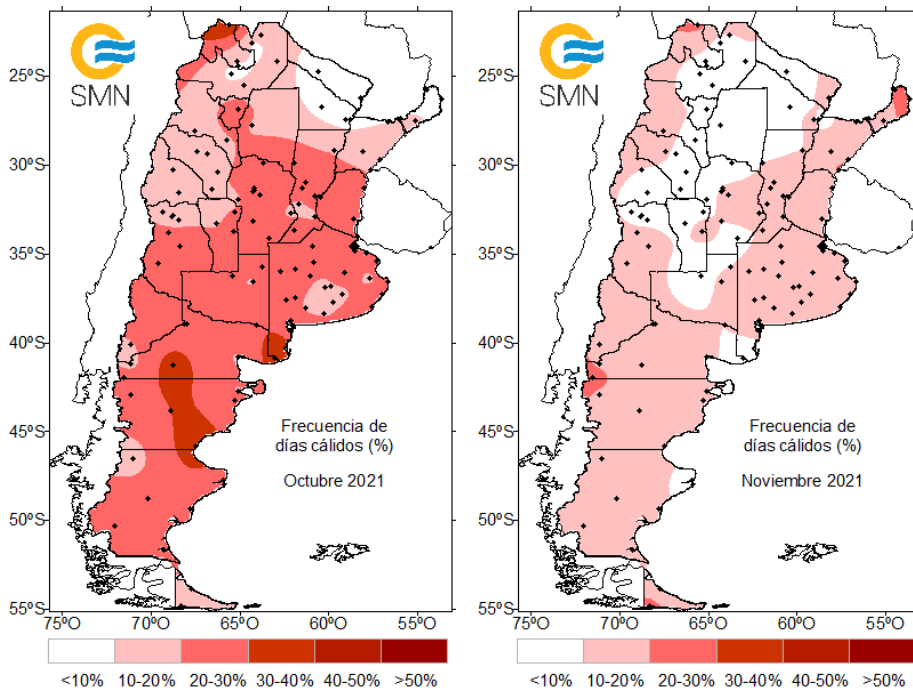 SMN
25ºS
30ºS
35ºS
40ºS
45ºS
50ºS
55ºS
75ºO
70ºO
65ºO
60ºO
55ºO
Frecuencia de
días cálidos (%)
Octubre 2021
<10%
10-20%
20-30%
30-40%
40-50%
>50%
SMN
25ºS
30ºS
35ºS
40ºS
45ºS
50ºS
55ºS
75ºO
70ºO
65ºO
60ºO
55ºO
Frecuencia de
días cálidos (%)
Noviembre 2021
<10%
10-20%
20-30%
30-40%
40-50%
>50%